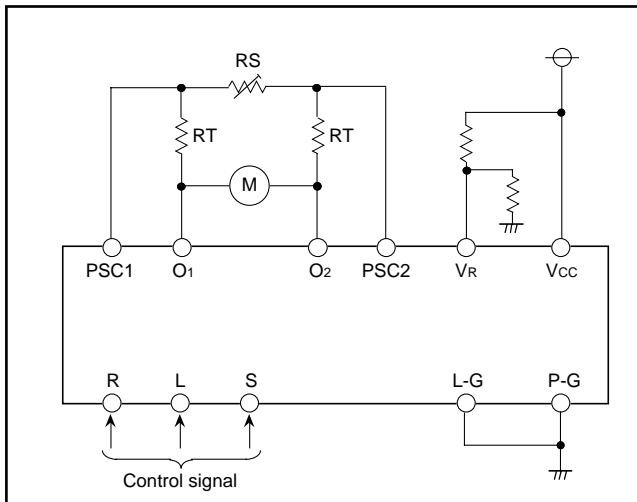 RS
RT RT
M
PSC1 O1 O2 PSC2 VR VCC
R L S L-G P-G
Control signal